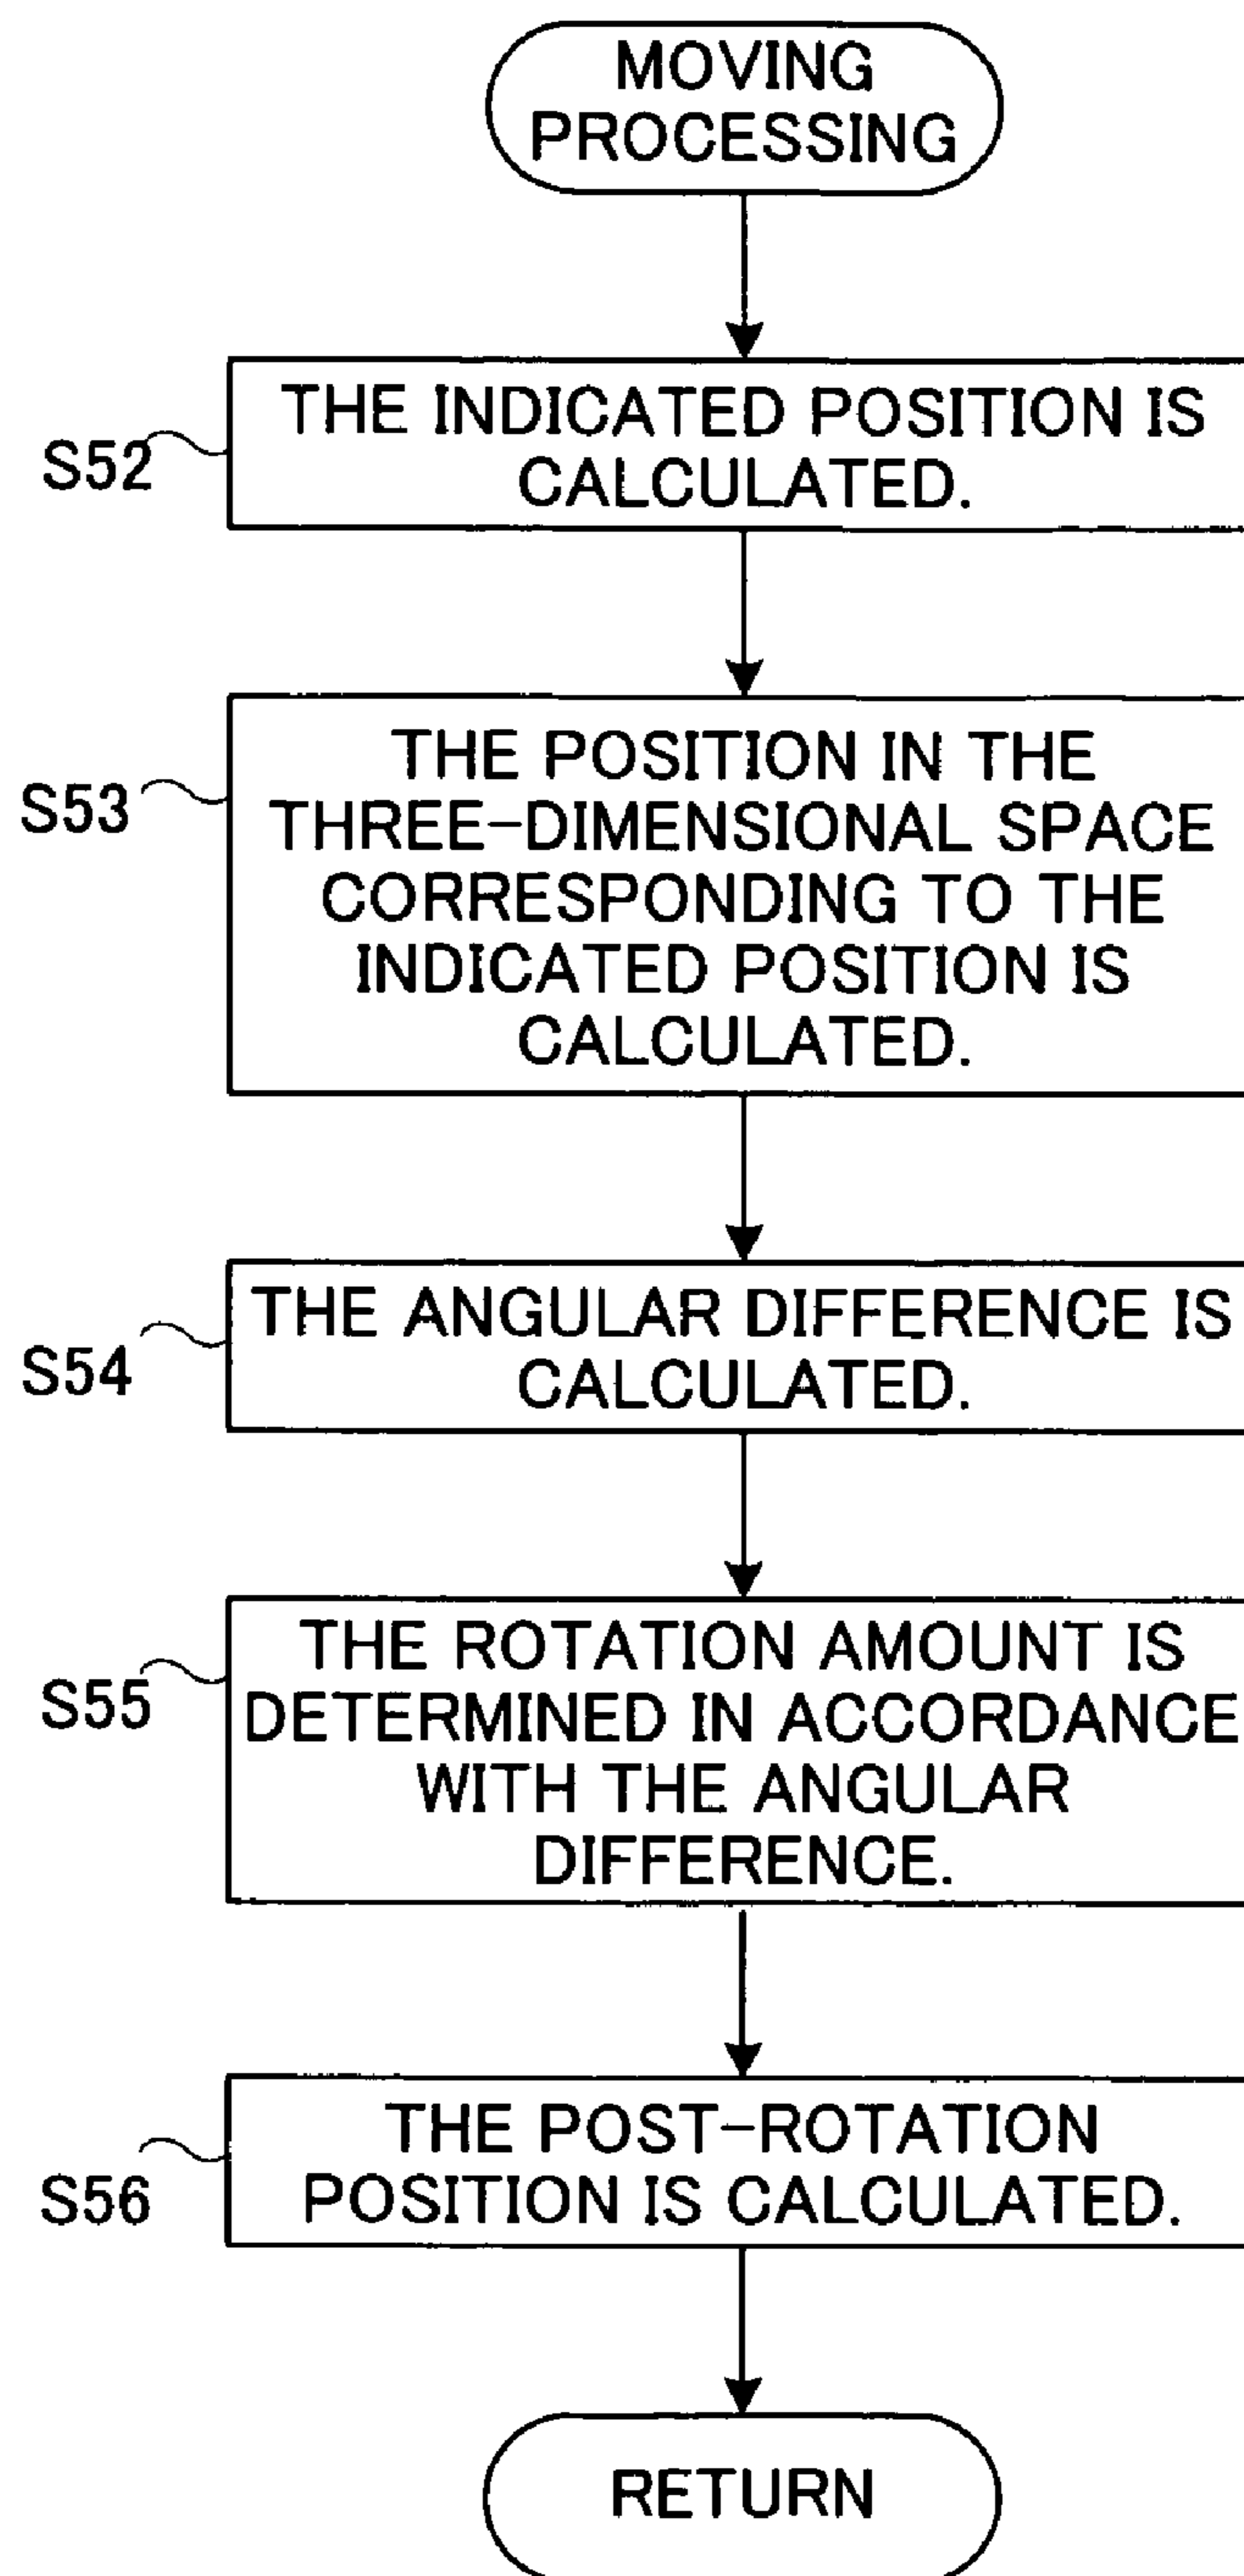 MOVING
PROCESSING
THE INDICATED POSITION IS
CALCULATED.
S52
THE POSITION IN THE
THREE-DIMENSIONAL SPACE
CORRESPONDING TO THE
INDICATED POSITION IS
CALCULATED.
S53
THE ANGULAR DIFFERENCE IS
CALCULATED.
S54
THE ROTATION AMOUNT IS
DETERMINED IN ACCORDANCE
WITH THE ANGULAR
DIFFERENCE.
S55
THE POST-ROTATION
POSITION IS CALCULATED.
S56
RETURN